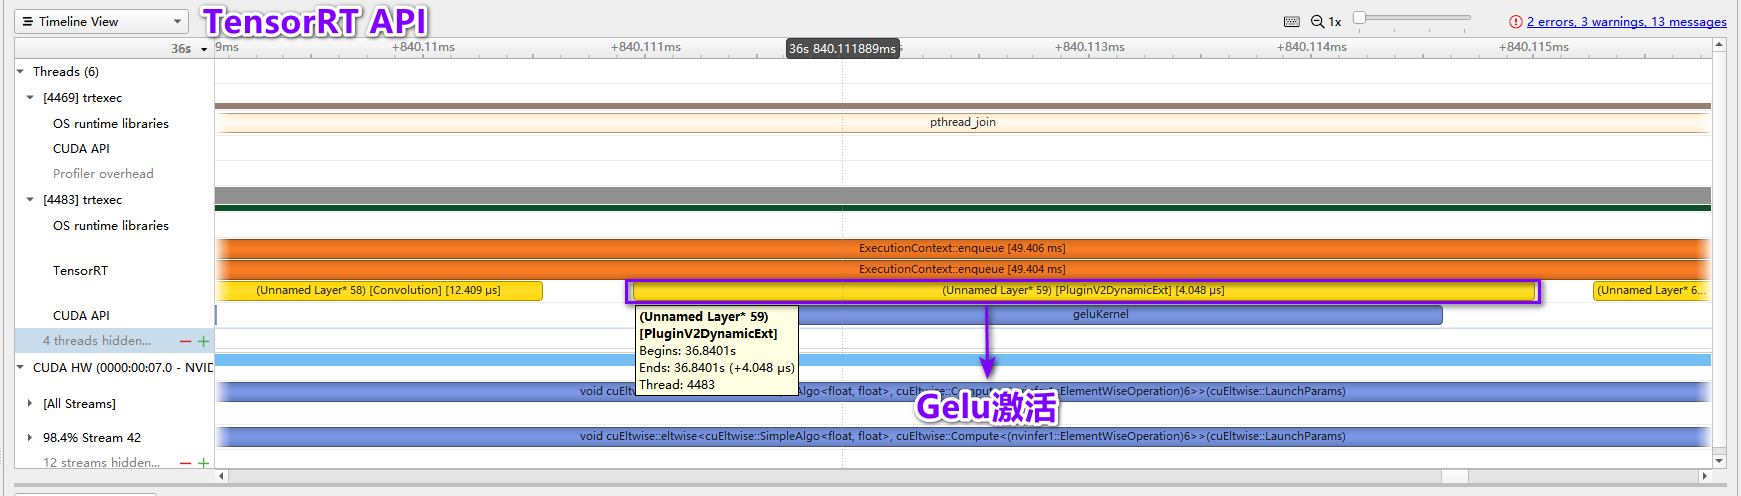 Timeline View
TensorRT API
1x
2 errors, 3 warnings, 13 messages
36s
9ms
+840.11ms
+840.111ms
36s 840.111889ms
+840.113ms
+840.114ms
+840.115ms
Threads (6)
[4469] trtexec
OS runtime libraries
pthread_join
CUDA API
Profiler overhead
[4483] trtexec
OS runtime libraries
ExecutionContext::enqueue [49.406 ms]
TensorRT
ExecutionContext::enqueue [49.404 ms]
(Unnamed Layer* 58) [Convolution] [12.409 µs]
(Unnamed Layer* 59) [PluginV2DynamicExt] [4.048 µs]
(Unnamed Layer* 6...
CUDA API
geluKernel
(Unnamed Layer* 59)
[PluginV2DynamicExt]
Begins: 36.8401s
Ends: 36.8401s (+4.048 µs)
Thread: 4483
4 threads hidden...
CUDA HW (0000:00:07.0 - NVID
[All Streams]
void cuEltwise::eltwise<cuEltwise::SimpleAlgo<float, float>, cuEltwise::Compute<(nvinfer1::ElementWiseOperation)6>>(cuEltwise::LaunchParams)
Gelu激活
98.4% Stream 42
void cuEltwise::eltwise<cuEltwise::SimpleAlgo<float, float>, cuEltwise::Compute<(nvinfer1::ElementWiseOperation)6>>(cuEltwise::LaunchParams)
12 streams hidden...